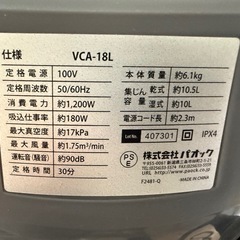 仕様 VCA-18L
定格電源 100V 本体質量 約6.1kg
定格周波数 50/60Hz 集じん容量 乾式 約10.5L
消費電力 約1,200W 湿式 約10L
吸込仕事率 約180W 電源コード長 約2.3m
最大真空度 約17kPa
最大風量 約1.75m³/min 407301 IPX4
運転音(騒音) 約90dB PSE 株式会社パオック
定格時間 30分
F2481-Q MADE IN CHINA